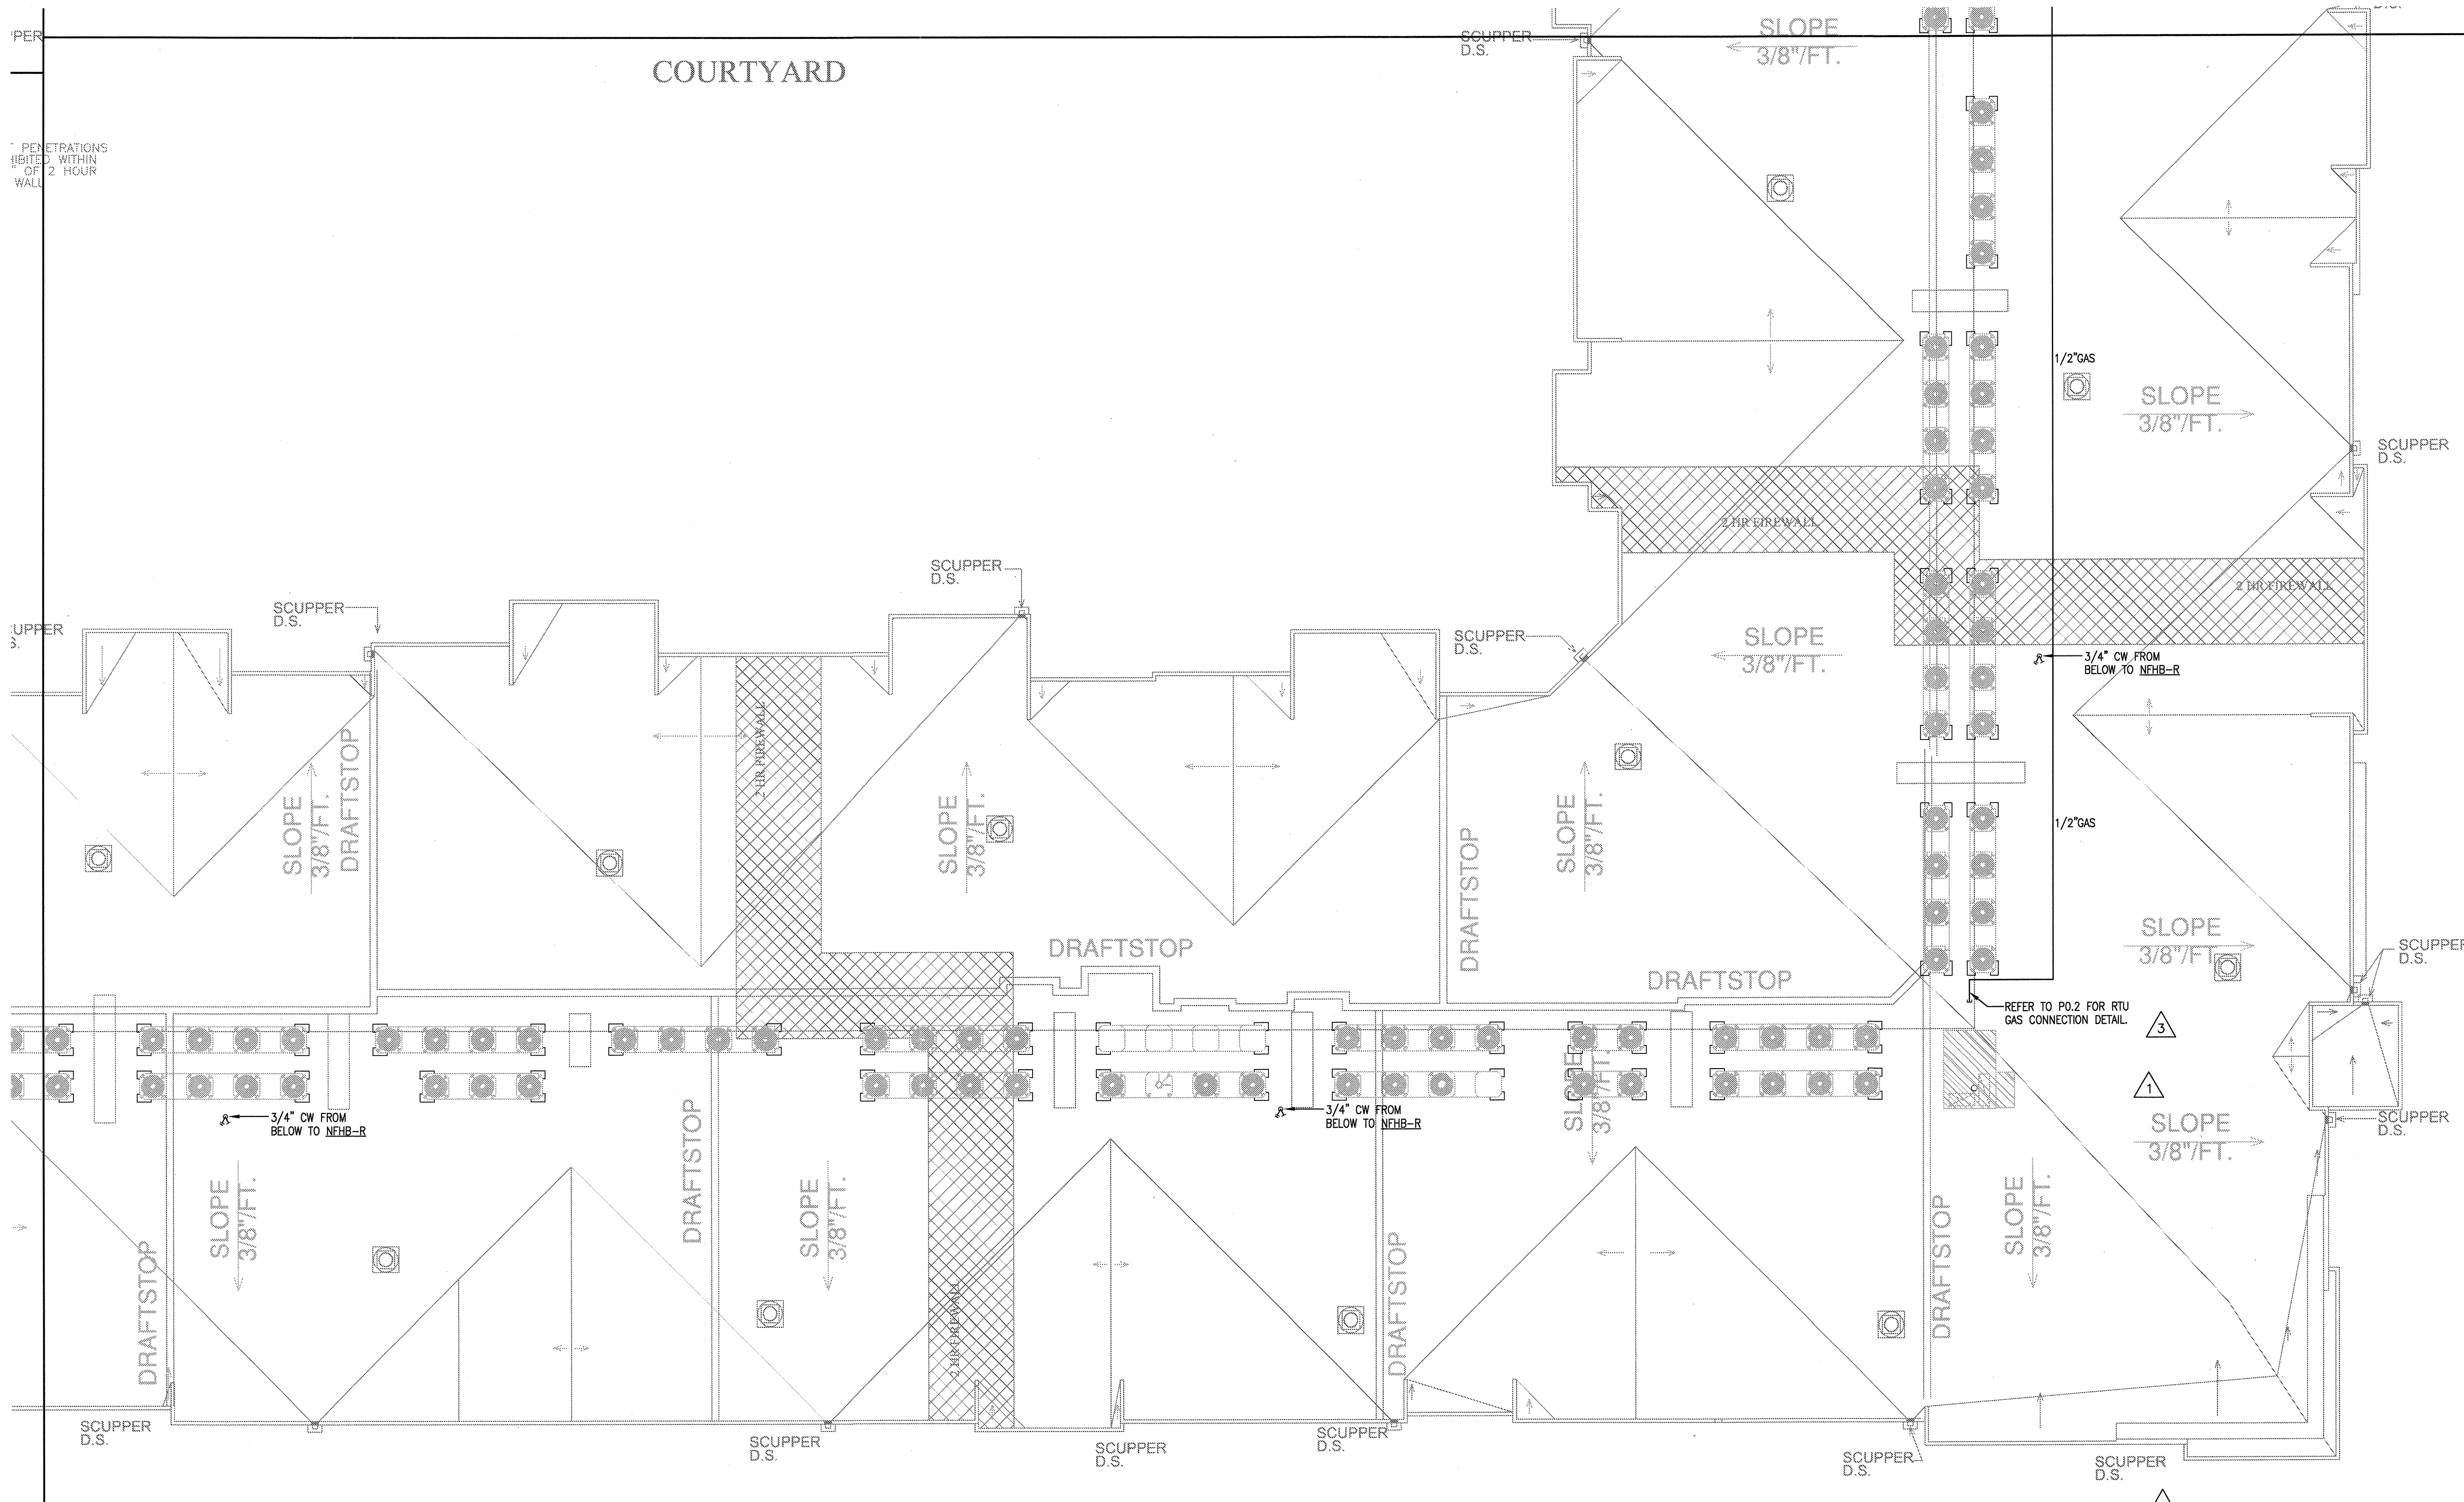 'PER
COURTYARD
SCUPPER
D.S.
SLOPE
3/8"/FT.
PENETRATIONS
HIBITED WITHIN
" OF 2 HOUR
WALL
1/2"GAS
SLOPE
3/8"/FT.
SCUPPER
D.S.
2 HR FIREWALL
2 HR FIREWALL
SCUPPER
D.S.
SCUPPER
D.S.
UPPER
S.
SCUPPER
D.S.
SLOPE
3/8"/FT.
3/4" CW FROM
BELOW TO NFHB-R
2 HR FIREWALL
SLOPE
3/8"/FT.
DRAFTSTOP
SLOPE
3/8"/FT.
SLOPE
3/8"/FT.
1/2"GAS
DRAFTSTOP
DRAFTSTOP
DRAFTSTOP
SLOPE
3/8"/FT.
SCUPPER
D.S.
REFER TO P0.2 FOR RTU
GAS CONNECTION DETAIL.
3
1
3/4" CW FROM
BELOW TO NFHB-R
3/4" CW FROM
BELOW TO NFHB-R
SLOPE
3/8"/FT.
SLOPE
3/8"/FT.
SCUPPER
D.S.
DRAFTSTOP
SLOPE
3/8"/FT.
DRAFTSTOP
SLOPE
3/8"/FT.
2 HR FIREWALL
DRAFTSTOP
DRAFTSTOP
SLOPE
3/8"/FT.
SCUPPER
D.S.
SCUPPER
D.S.
SCUPPER
D.S.
SCUPPER
D.S.
SCUPPER
D.S.
SCUPPER
D.S.